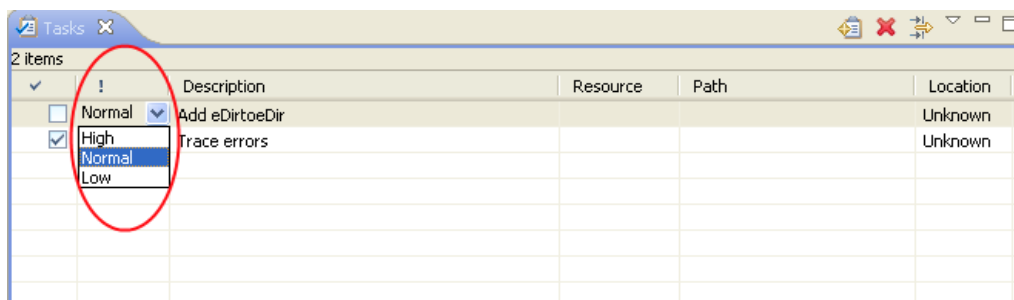 Tasks
2 items
! Description Resource Path Location
Normal Add eDirtoeDir Unknown
High Trace errors Unknown
Normal
Low